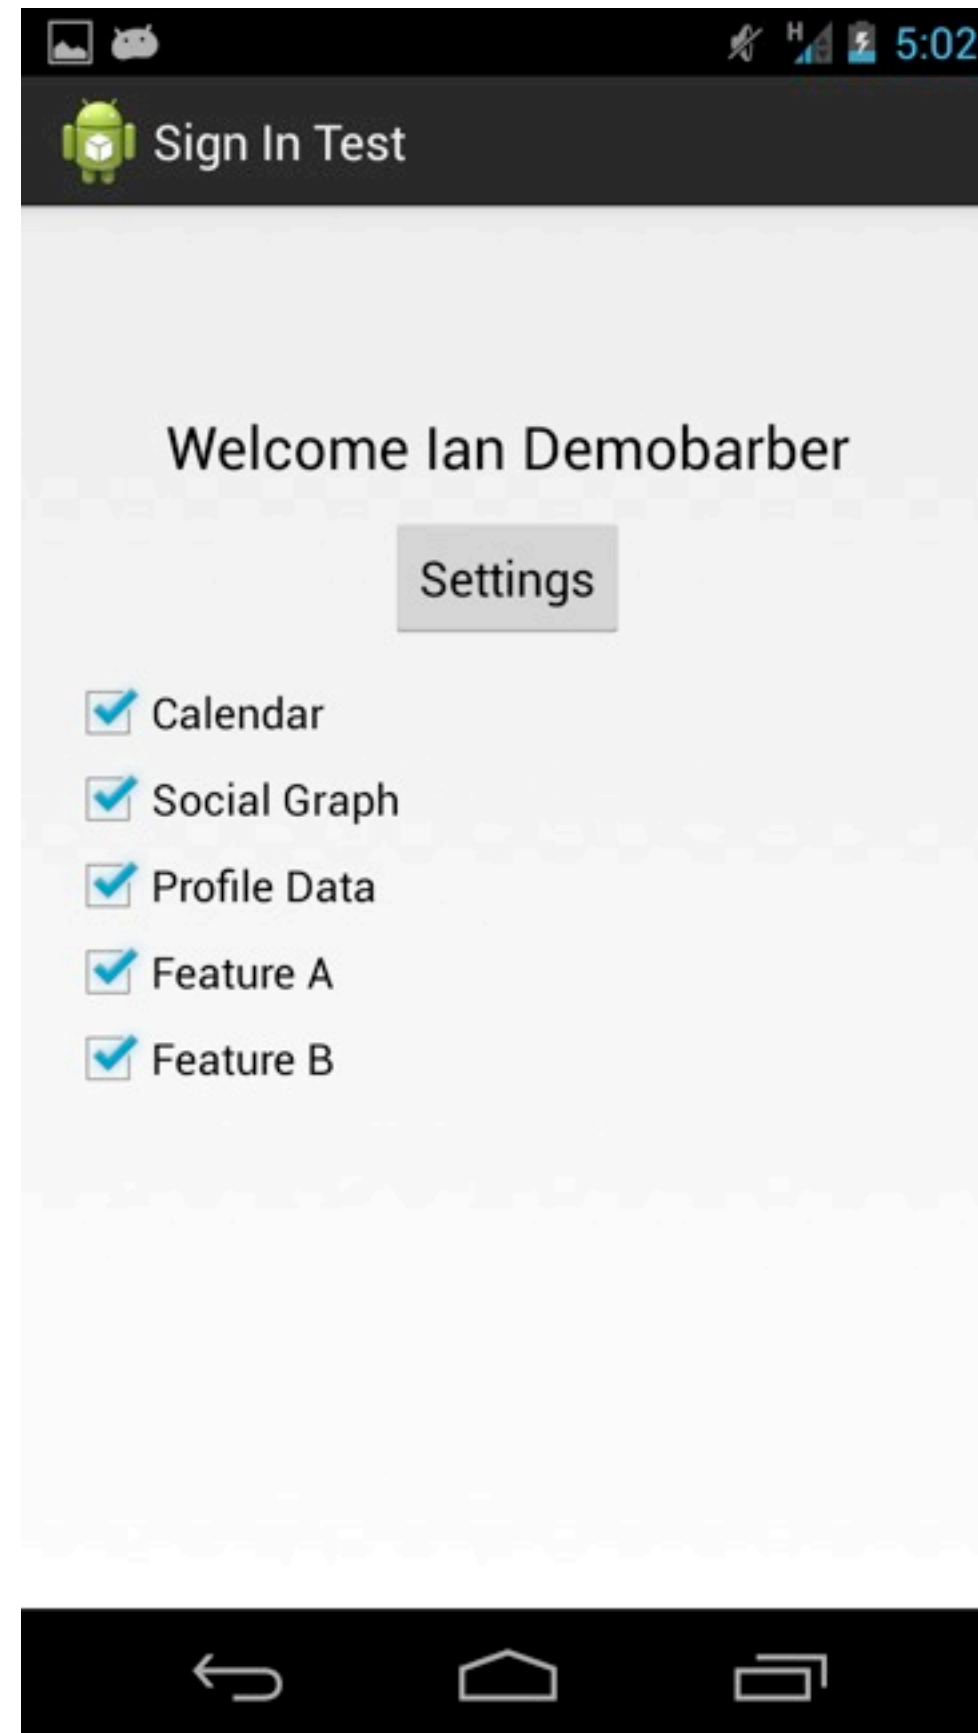 H 5:02
Sign In Test
Welcome Ian Demobarber
Settings
Calendar
Social Graph
Profile Data
Feature A
Feature B